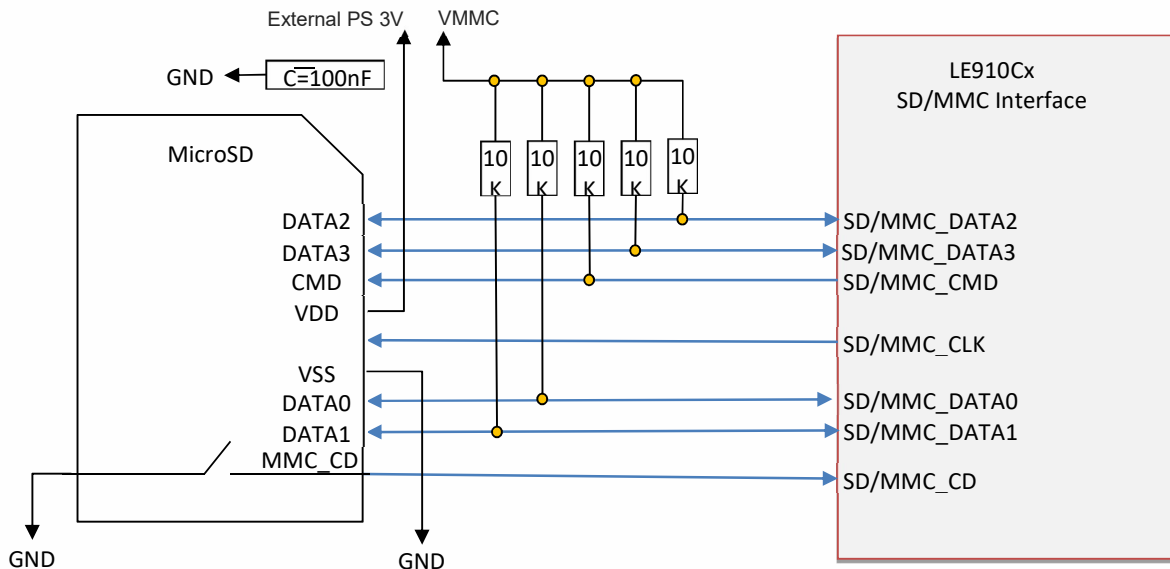 External PS 3V
VMMC
GND
C=100nF
LE910Cx
SD/MMC Interface
MicroSD
10
K
10
K
10
K
10
K
10
K
DATA2
SD/MMC_DATA2
DATA3
SD/MMC_DATA3
CMD
SD/MMC_CMD
VDD
SD/MMC_CLK
VSS
DATA0
SD/MMC_DATA0
DATA1
SD/MMC_DATA1
MMC_CD
SD/MMC_CD
GND
GND